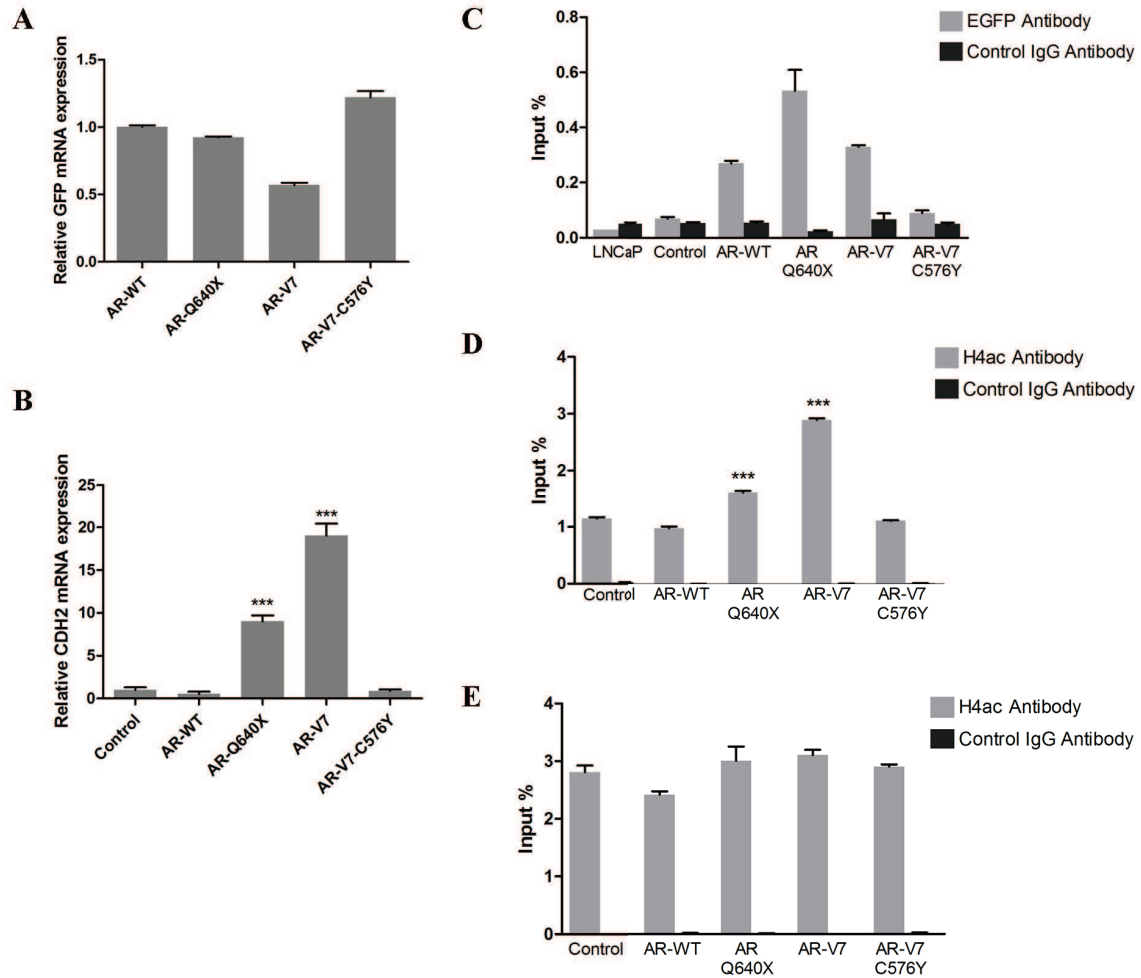 A
Relative GFP mRNA expression
1.5
1.0
0.5
0.0
AR-WT
AR-Q640X
AR-V7
AR-V7-C576Y
B
Relative CDH2 mRNA expression
25
20
15
10
5
0
***
***
Control
AR-WT
AR-Q640X
AR-V7
AR-V7-C576Y
C
EGFP Antibody
Control IgG Antibody
Input %
0.8
0.6
0.4
0.2
0.0
LNCaP
Control
AR-WT
AR
Q640X
AR-V7
AR-V7
C576Y
D
H4ac Antibody
Control IgG Antibody
Input %
4
3
2
1
0
***
***
Control
AR-WT
AR
Q640X
AR-V7
AR-V7
C576Y
E
H4ac Antibody
Control IgG Antibody
Input %
4
3
2
1
0
Control
AR-WT
AR
Q640X
AR-V7
AR-V7
C576Y